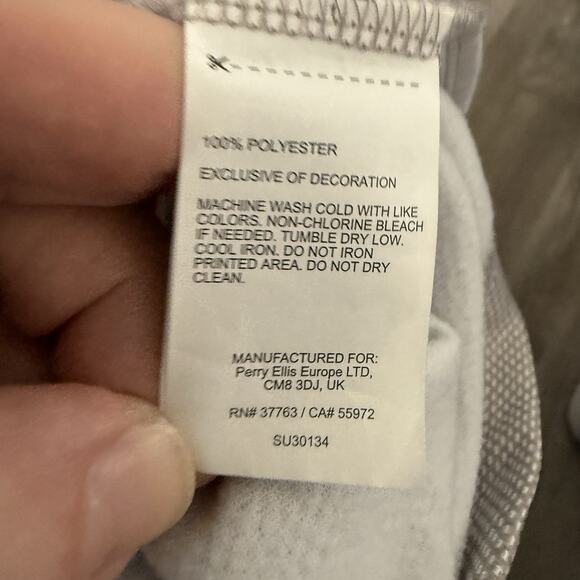 100% POLYESTER
EXCLUSIVE OF DECORATION
MACHINE WASH COLD WITH LIKE
COLORS. NON-CHLORINE BLEACH
IF NEEDED. TUMBLE DRY LOW.
COOL IRON. DO NOT IRON
PRINTED AREA. DO NOT DRY
CLEAN.
MANUFACTURED FOR:
Perry Ellis Europe LTD,
CM8 3DJ, UK
RN# 37763 / CA# 55972
SU30134